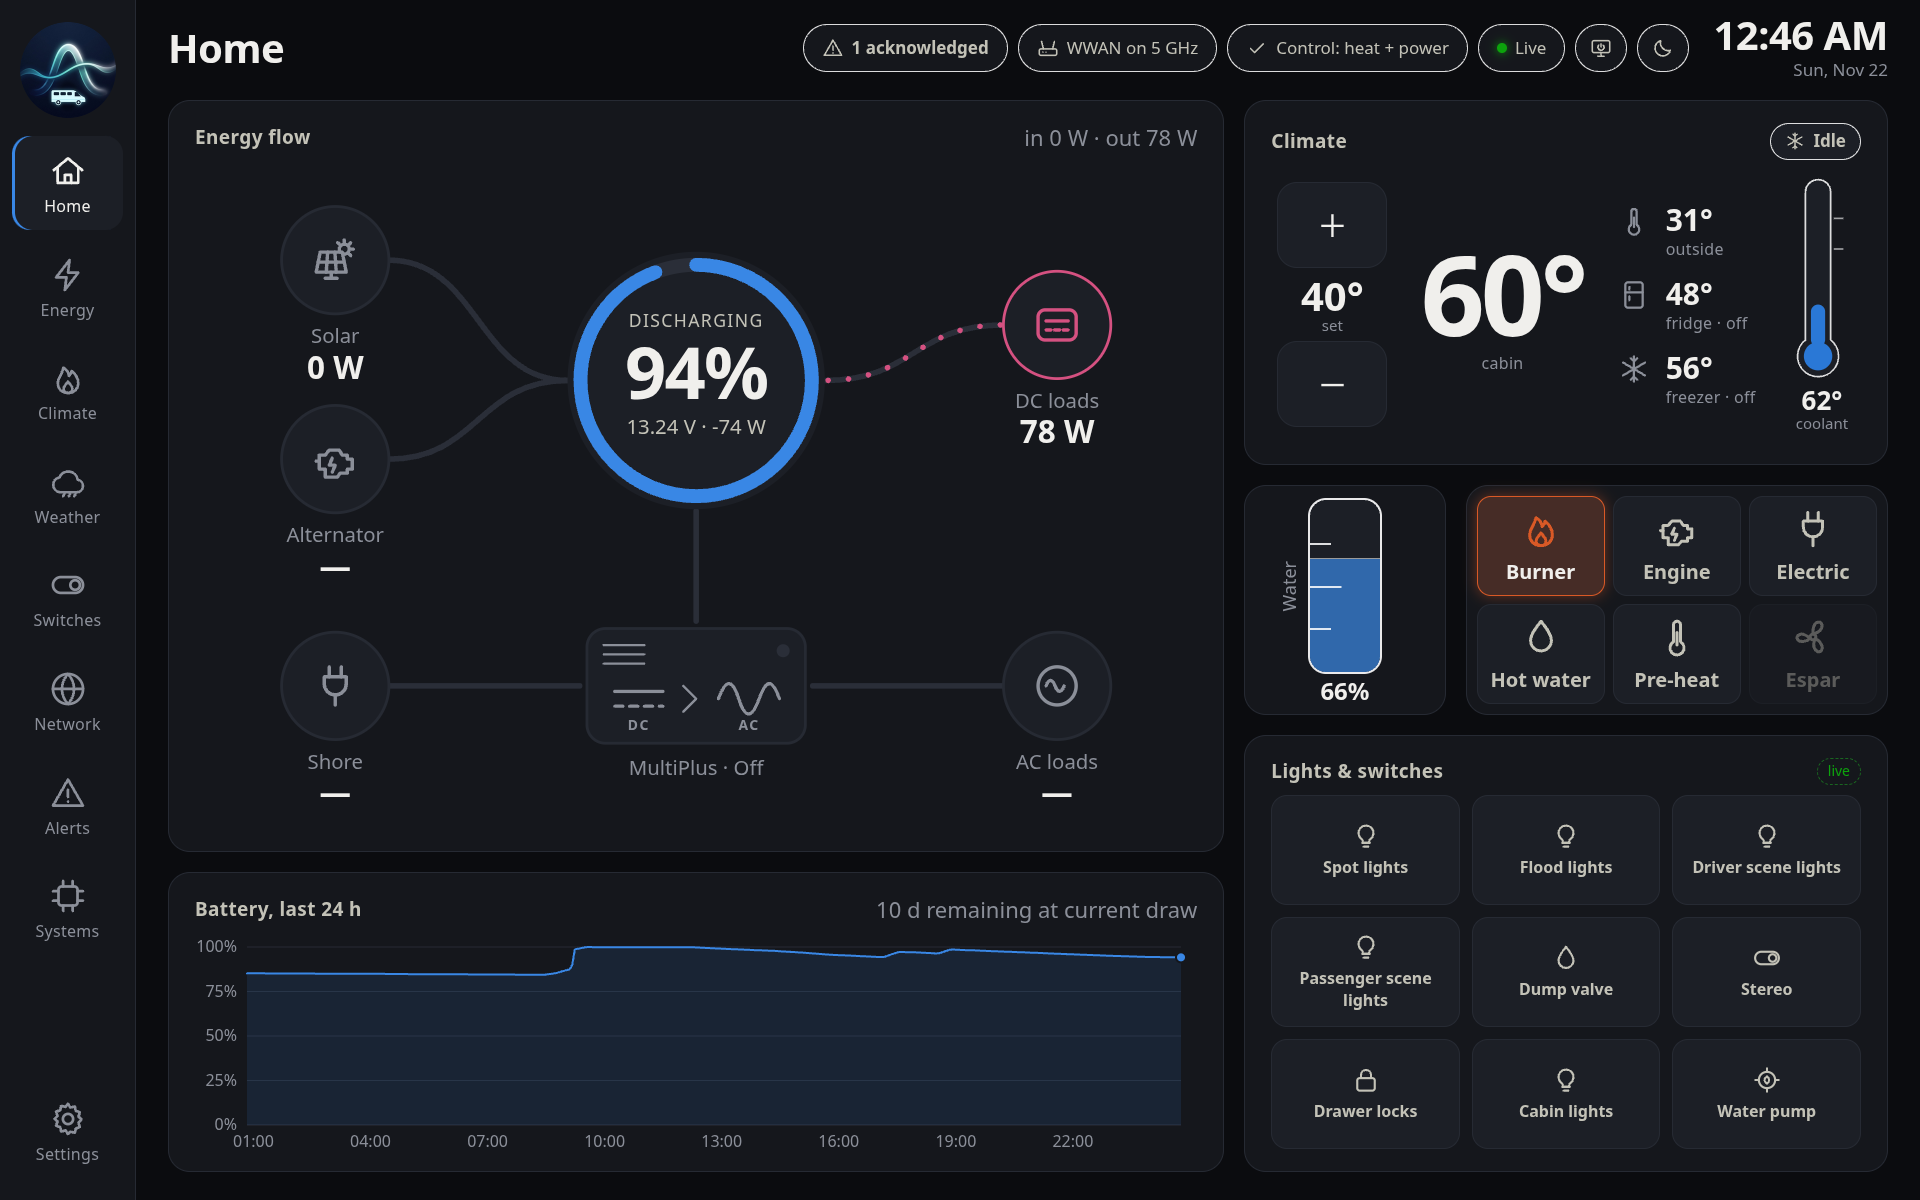 Home
1 acknowledged
WWAN on 5 GHz
Control: heat + power
Live
12:46 AM
Sun, Nov 22
Home
Energy
Climate
Weather
Switches
Network
Alerts
Systems
Settings
Energy flow
in 0 W · out 78 W
Solar
0 W
Alternator
—
DISCHARGING
94%
13.24 V · -74 W
DC loads
78 W
Shore
—
DC
AC
MultiPlus · Off
AC loads
—
Battery, last 24 h
10 d remaining at current draw
100%
75%
50%
25%
0%
01:00 04:00 07:00 10:00 13:00 16:00 19:00 22:00
Climate
Idle
+
40°
set
−
60°
cabin
31°
outside
48°
fridge · off
56°
freezer · off
62°
coolant
Water
66%
Burner
Engine
Electric
Hot water
Pre-heat
Espar
Lights & switches
live
Spot lights
Flood lights
Driver scene lights
Passenger scene
lights
Dump valve
Stereo
Drawer locks
Cabin lights
Water pump